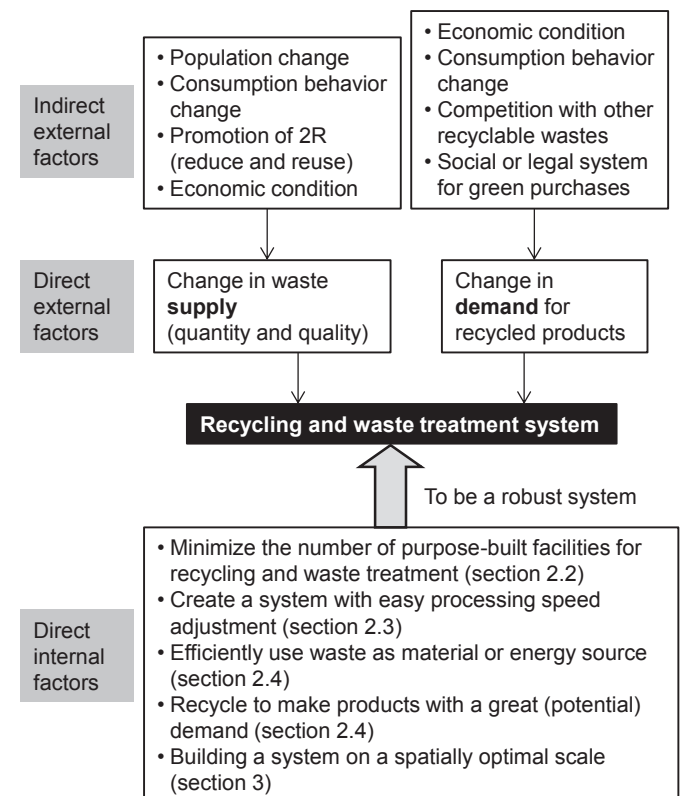 Indirect
external
factors
• Population change
• Consumption behavior
change
• Promotion of 2R
(reduce and reuse)
• Economic condition
• Economic condition
• Consumption behavior
change
• Competition with other
recyclable wastes
• Social or legal system
for green purchases
Direct
external
factors
Change in waste
supply
(quantity and quality)
Change in
demand for
recycled products
Recycling and waste treatment system
To be a robust system
Direct
internal
factors
• Minimize the number of purpose-built facilities for
recycling and waste treatment (section 2.2)
• Create a system with easy processing speed
adjustment (section 2.3)
• Efficiently use waste as material or energy source
(section 2.4)
• Recycle to make products with a great (potential)
demand (section 2.4)
• Building a system on a spatially optimal scale
(section 3)